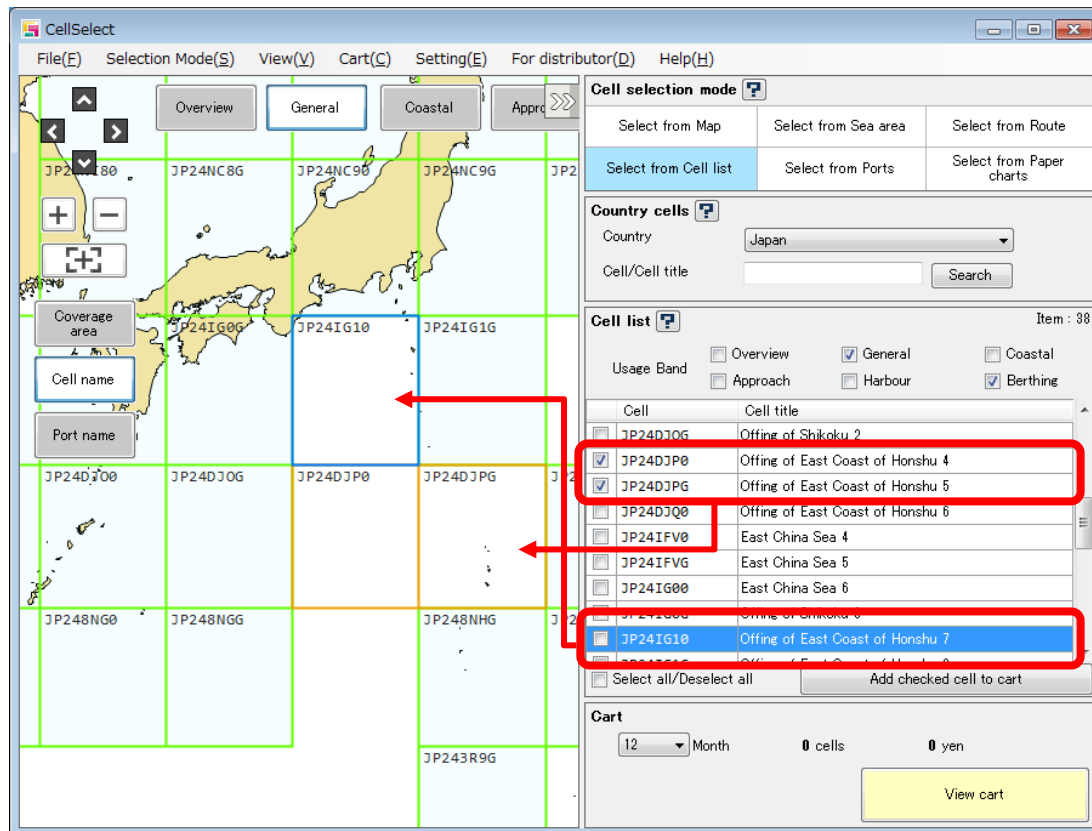 CellSelect
File(F) Selection Mode(S) View(V) Cart(C) Setting(E) For distributor(D) Help(H)
Overview General Coastal Appro
JP24NC8G JP24NC90 JP24NC9G JP2
Coverage area
Cell name
Port name
JP24IG0G JP24IG10 JP24IG1G
JP24DJO0 JP24DJOG JP24DJP0 JP24DJPG
JP248NG0 JP248NGG JP248NHG JP2
JP243R9G
Cell selection mode ?
Select from Map Select from Sea area Select from Route
Select from Cell list Select from Ports Select from Paper charts
Country cells ?
Country Japan
Cell/Cell title Search
Cell list ? Item : 38
Usage Band Overview General Coastal
Approach Harbour Berthing
Cell Cell title
JP24DJOG Offing of Shikoku 2
JP24DJP0 Offing of East Coast of Honshu 4
JP24DJPG Offing of East Coast of Honshu 5
JP24DJQ0 Offing of East Coast of Honshu 6
JP24IFV0 East China Sea 4
JP24IFVG East China Sea 5
JP24IG00 East China Sea 6
JP24IG10 Offing of East Coast of Honshu 7
Select all/Deselect all Add checked cell to cart
Cart
12 Month 0 cells 0 yen
View cart